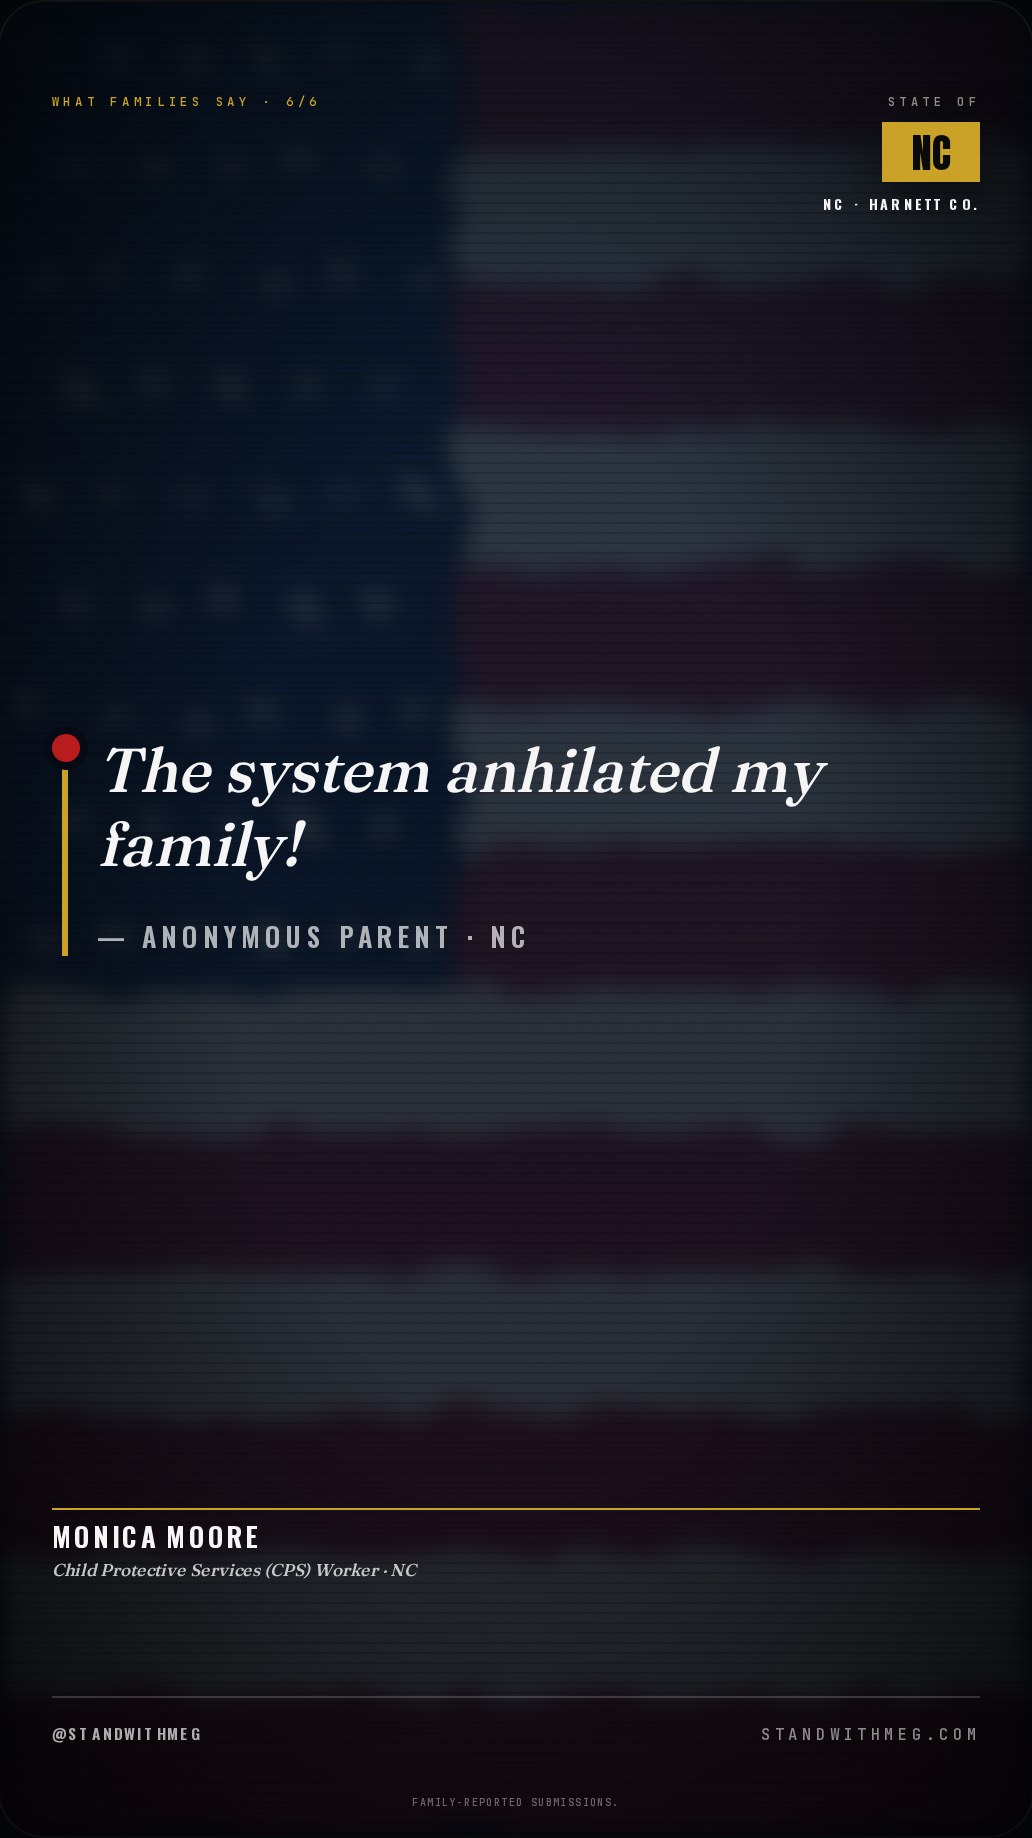 WHAT FAMILIES SAY · 6/6
STATE OF
NC
NC · HARNETT CO.
The system anhilated my
family!
— ANONYMOUS PARENT · NC
MONICA MOORE
Child Protective Services (CPS) Worker · NC
@STANDWITHMEG
STANDWITHMEG.COM
FAMILY-REPORTED SUBMISSIONS.